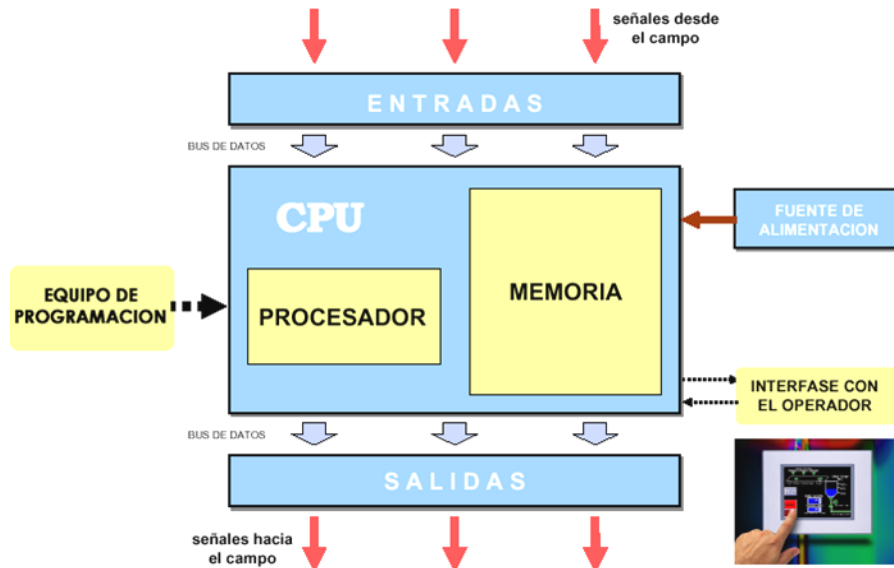 señales desde
el campo
ENTRADAS
BUS DE DATOS
CPU
PROCESADOR
MEMORIA
FUENTE DE
ALIMENTACION
EQUIPO DE
PROGRAMACION
INTERFASE CON
EL OPERADOR
BUS DE DATOS
SALIDAS
señales hacia
el campo